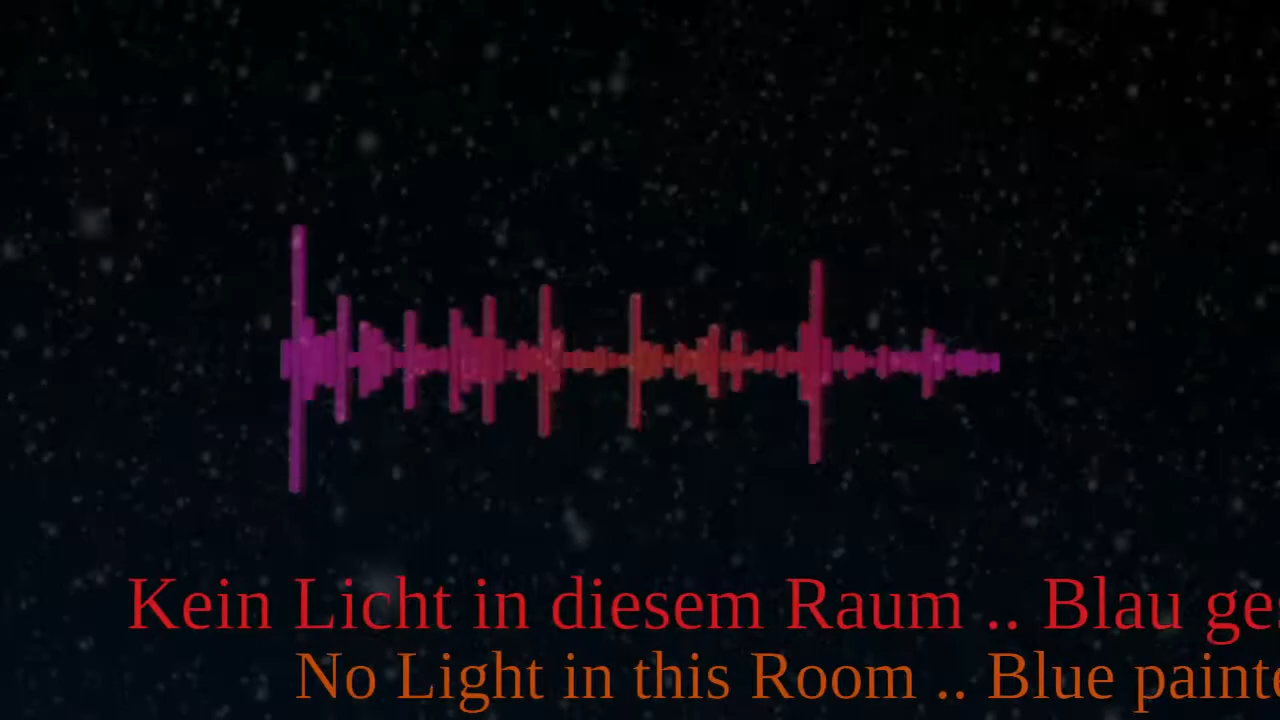 Kein Licht in diesem Raum .. Blau
No Light in this Room .. Blue